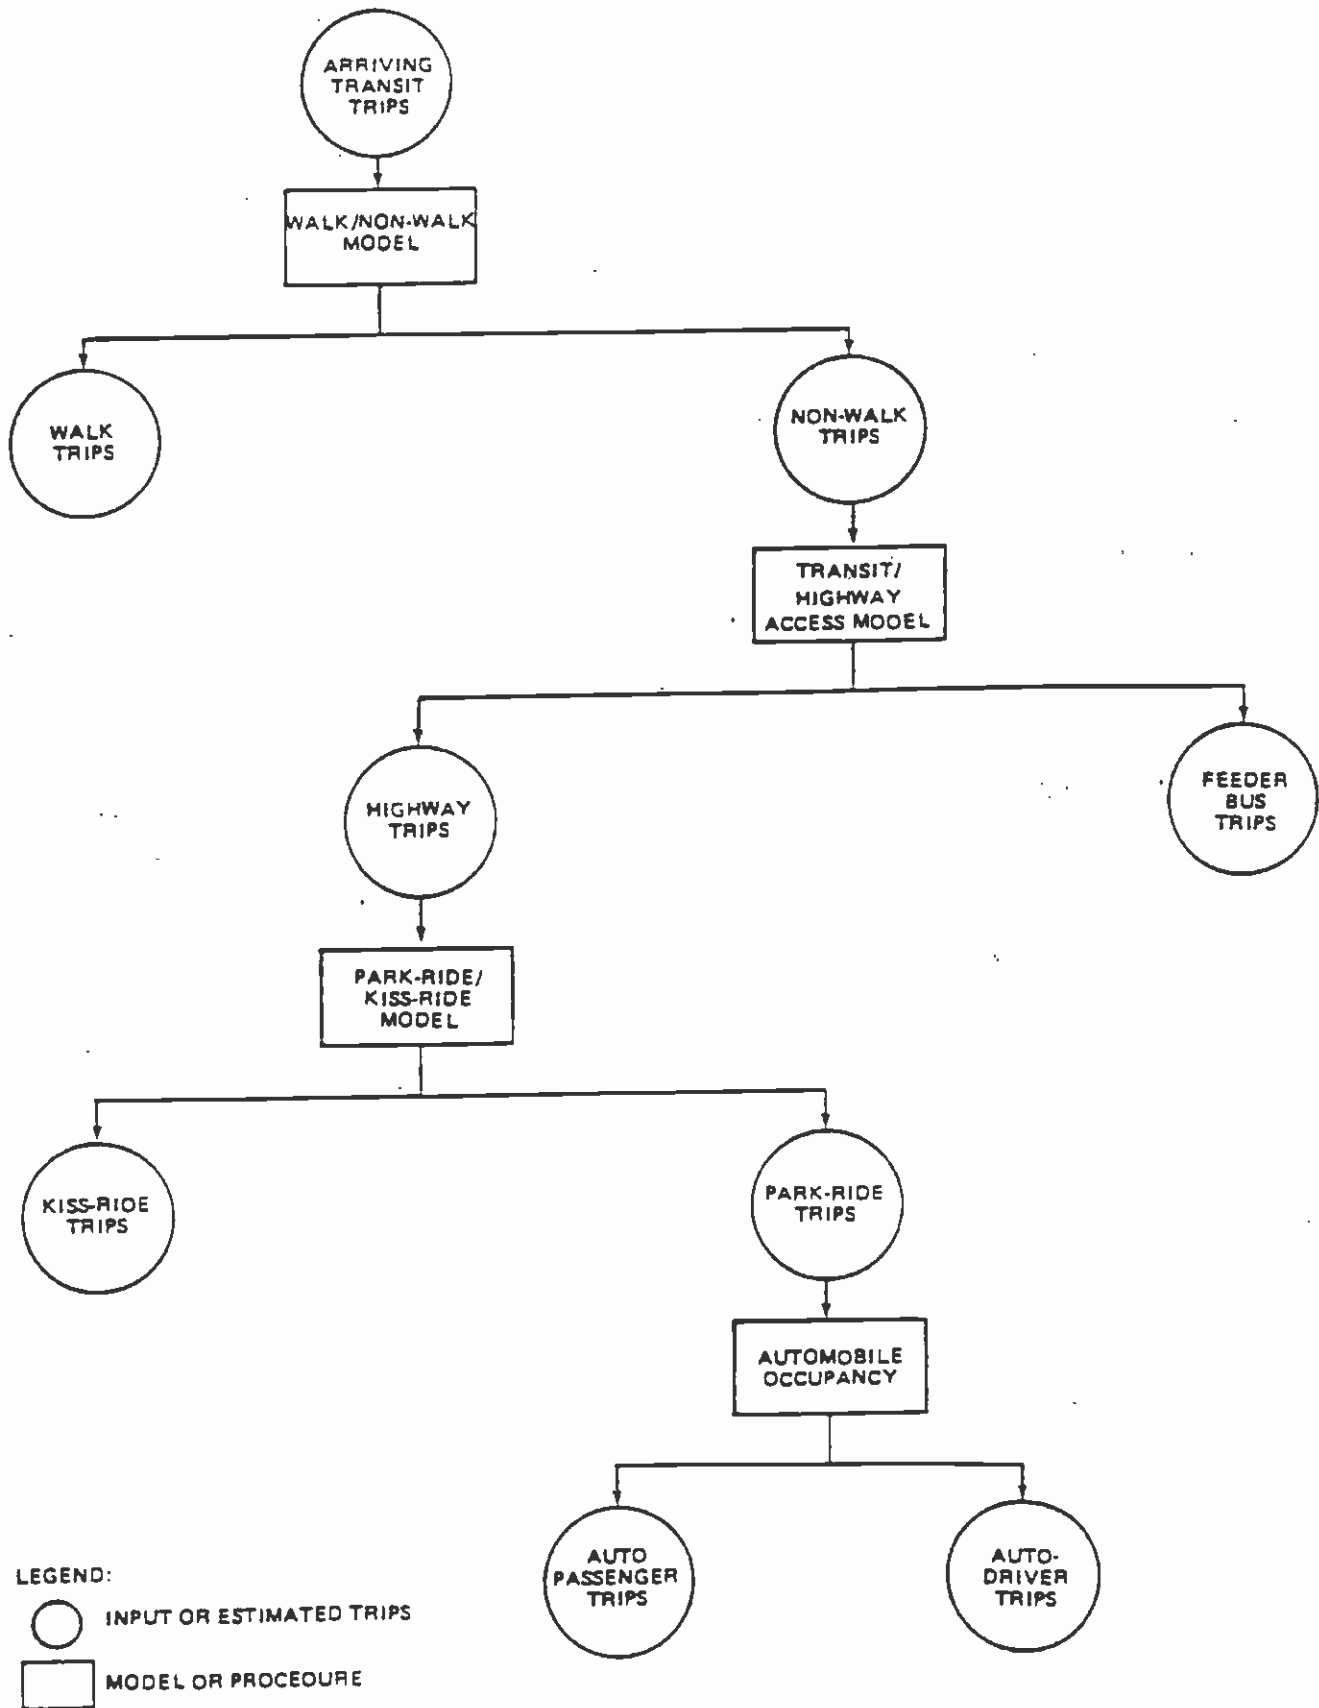 ARRIVING
TRANSIT
TRIPS
WALK/NON-WALK
MODEL
WALK
TRIPS
NON-WALK
TRIPS
TRANSIT/
HIGHWAY
ACCESS MODEL
HIGHWAY
TRIPS
FEEDER
BUS
TRIPS
PARK-RIDE/
KISS-RIDE
MODEL
KISS-RIDE
TRIPS
PARK-RIDE
TRIPS
AUTOMOBILE
OCCUPANCY
AUTO
PASSENGER
TRIPS
AUTO-
DRIVER
TRIPS
LEGEND:
INPUT OR ESTIMATED TRIPS
MODEL OR PROCEDURE